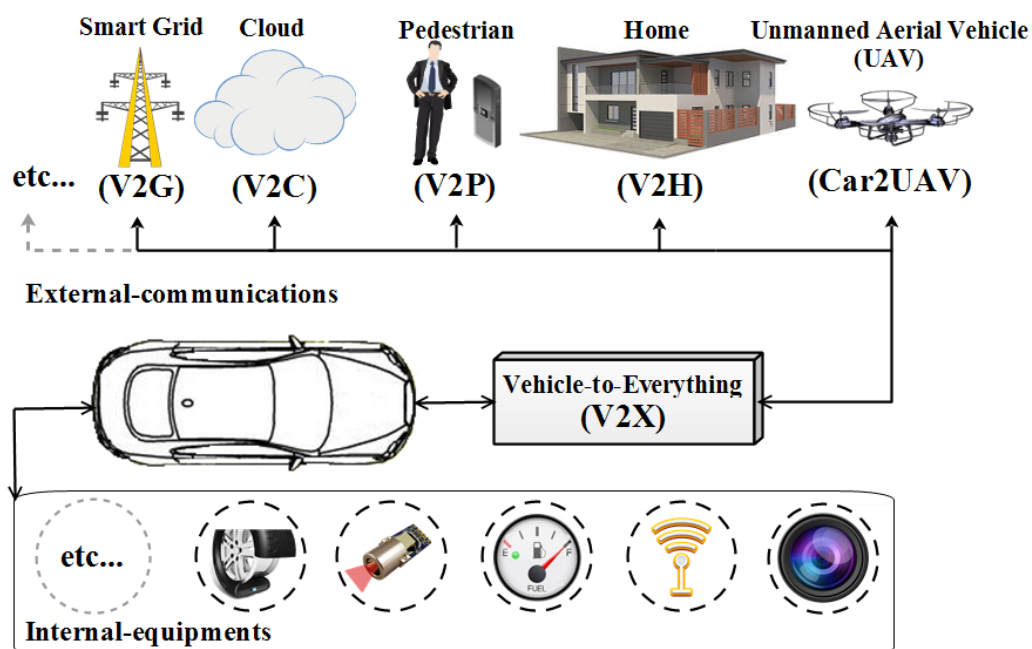 Smart Grid
Cloud
Pedestrian
Home
Unmanned Aerial Vehicle
(UAV)
etc...
(V2G)
(V2C)
(V2P)
(V2H)
(Car2UAV)
External-communications
Vehicle-to-Everything
(V2X)
etc...
E
F
FUEL
Internal-equipments